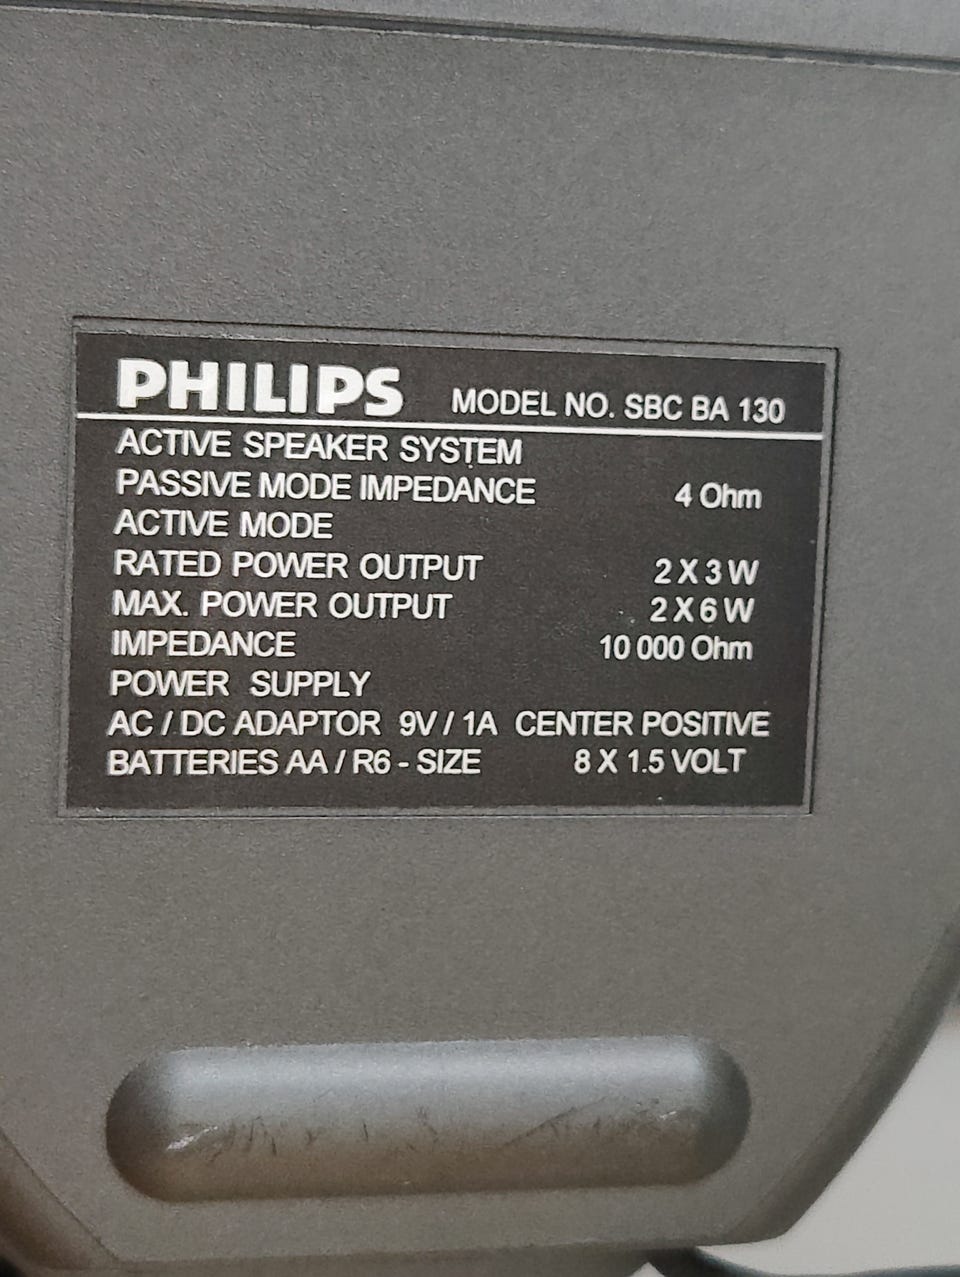 PHILIPS MODEL NO. SBC BA 130
ACTIVE SPEAKER SYSTEM
PASSIVE MODE IMPEDANCE 4 Ohm
ACTIVE MODE
RATED POWER OUTPUT 2 X 3 W
MAX. POWER OUTPUT 2 X 6 W
IMPEDANCE 10 000 Ohm
POWER SUPPLY
AC / DC ADAPTOR 9V / 1A CENTER POSITIVE
BATTERIES AA / R6 - SIZE 8 X 1.5 VOLT